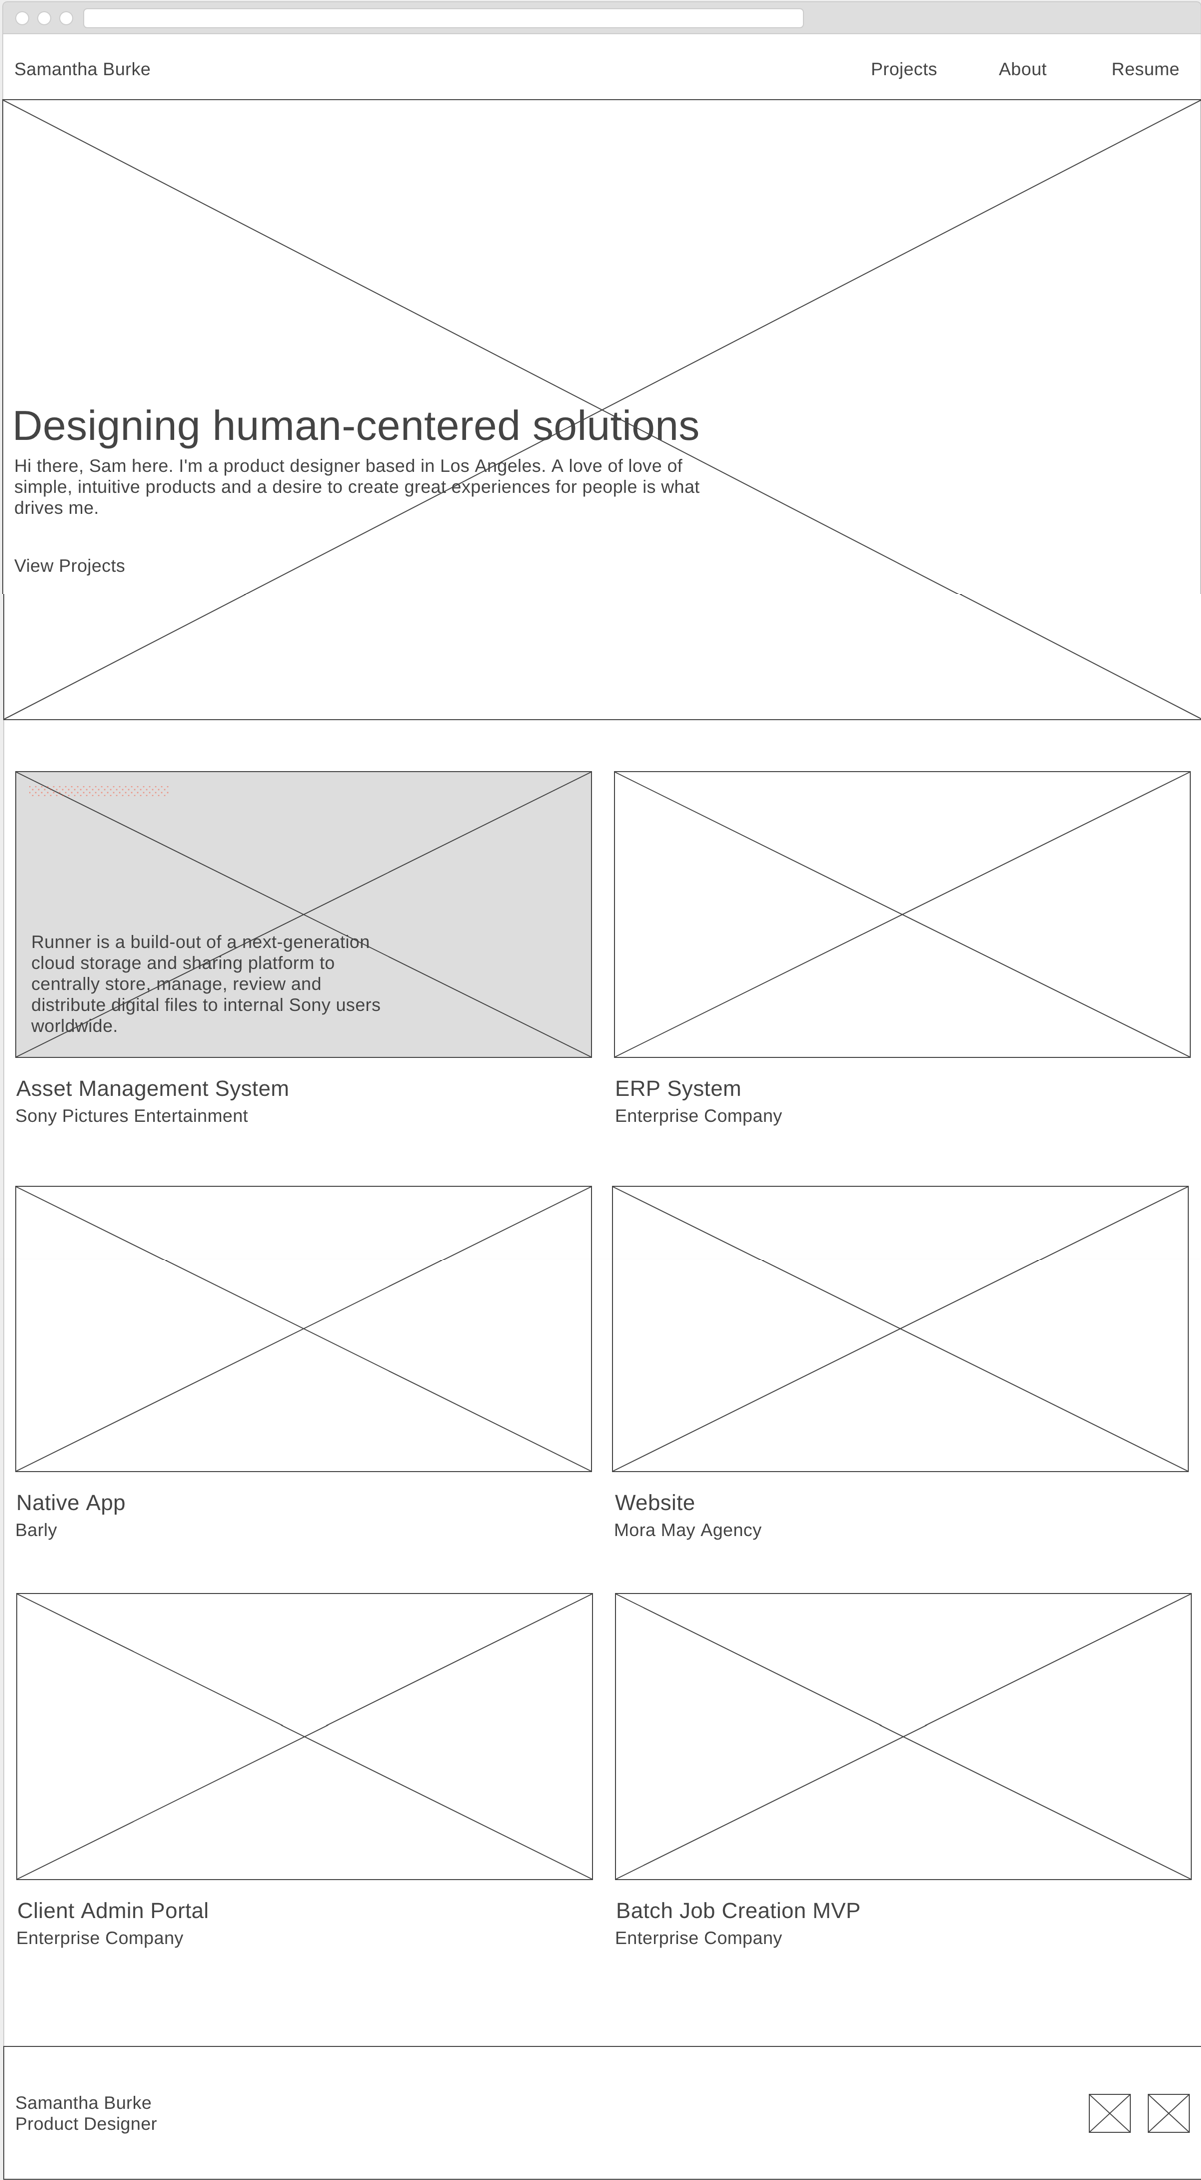 Samantha Burke
Projects
About
Resume
Designing human-centered solutions
Hi there, Sam here. I'm a product designer based in Los Angeles. A love of love of
simple, intuitive products and a desire to create great experiences for people is what
drives me.
View Projects
Runner is a build-out of a next-generation
cloud storage and sharing platform to
centrally store, manage, review and
distribute digital files to internal Sony users
worldwide.
Asset Management System
Sony Pictures Entertainment
ERP System
Enterprise Company
Native App
Barly
Website
Mora May Agency
Client Admin Portal
Enterprise Company
Batch Job Creation MVP
Enterprise Company
Samantha Burke
Product Designer